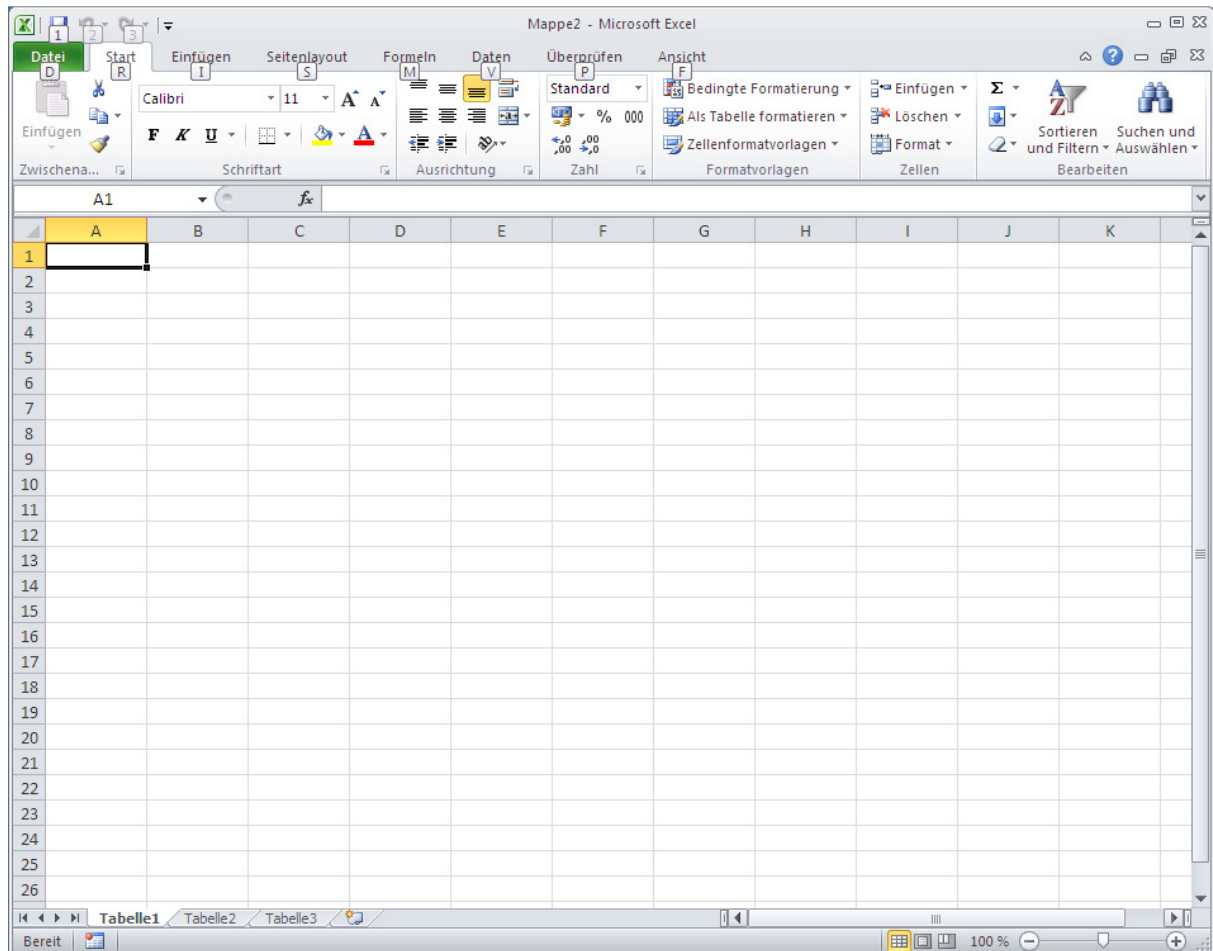 Mappe2 - Microsoft Excel
1 2 3
Datei Start Einfügen Seitenlayout Formeln Daten Überprüfen Ansicht
D R I S M V P F
Calibri 11 A A Standard Bedingte Formatierung Einfügen Σ
Einfügen F K U A % 000 Als Tabelle formatieren Löschen Sortieren und Filtern Suchen und Auswählen
Zellenformatvorlagen Format
Zwischena... Schriftart Ausrichtung Zahl Formatvorlagen Zellen Bearbeiten
A1 fx
A B C D E F G H I J K
1
2
3
4
5
6
7
8
9
10
11
12
13
14
15
16
17
18
19
20
21
22
23
24
25
26
Tabelle1 Tabelle2 Tabelle3
Bereit 100 %